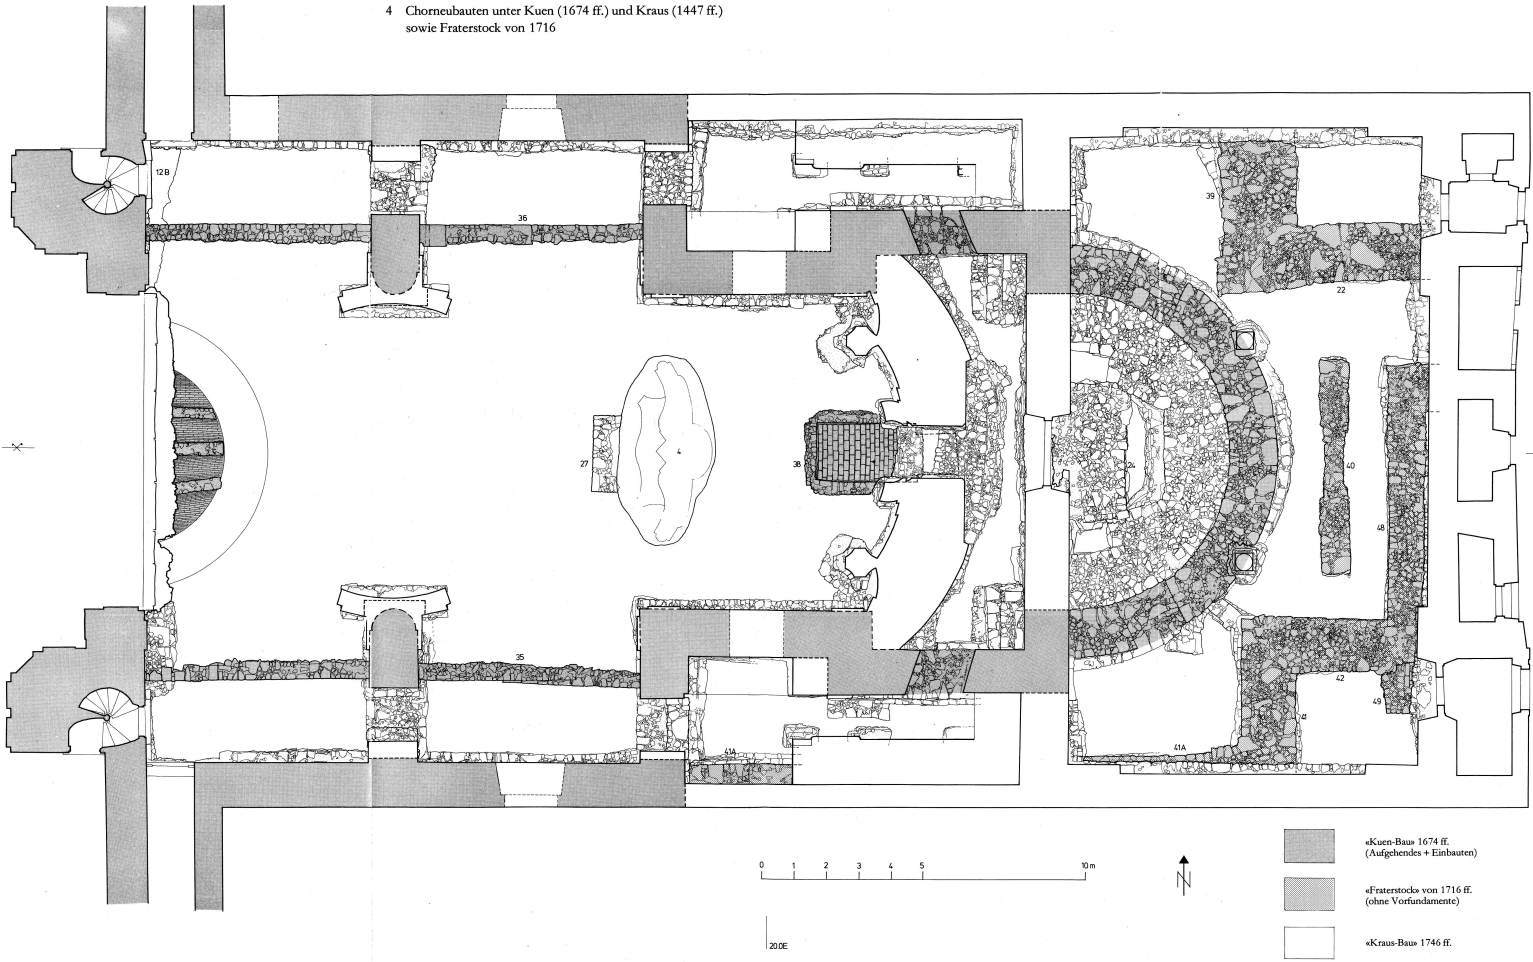 4 Chorneubauten unter Kuen (1674 ff.) und Kraus (1447 ff.)
sowie Fraterstock von 1716
12B
36
39
22
27
4
38
24
40
48
35
42
49
41
41A
41A
0 1 2 3 4 5 10m
N
20.0E
«Kuen-Bau» 1674 ff.
(Aufgehendes + Einbauten)
«Fraterstock» von 1716 ff.
(ohne Vorfundamente)
«Kraus-Bau» 1746 ff.